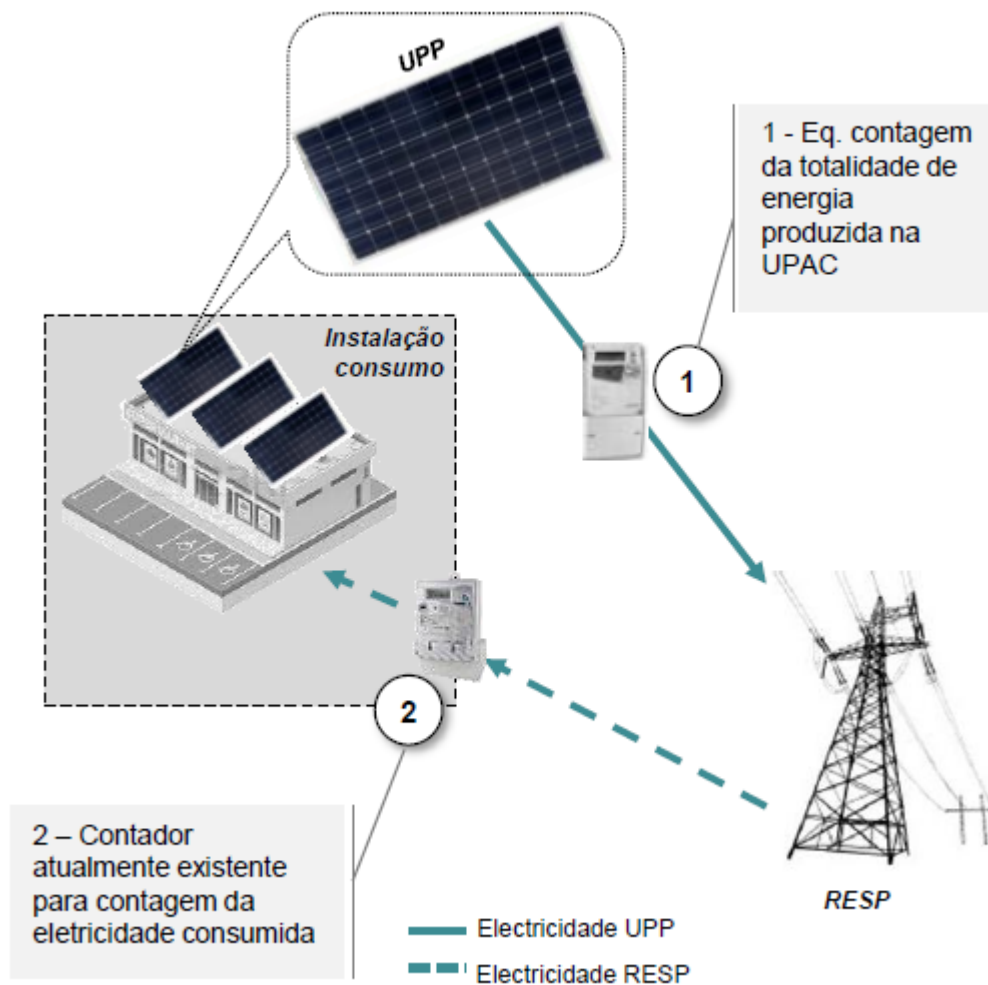 UPP
1 - Eq. contagem
da totalidade de
energia
produzida na
UPAC
Instalação
consumo
1
2
2 – Contador
atualmente existente
para contagem da
eletricidade consumida
RESP
Electricidade UPP
Electricidade RESP